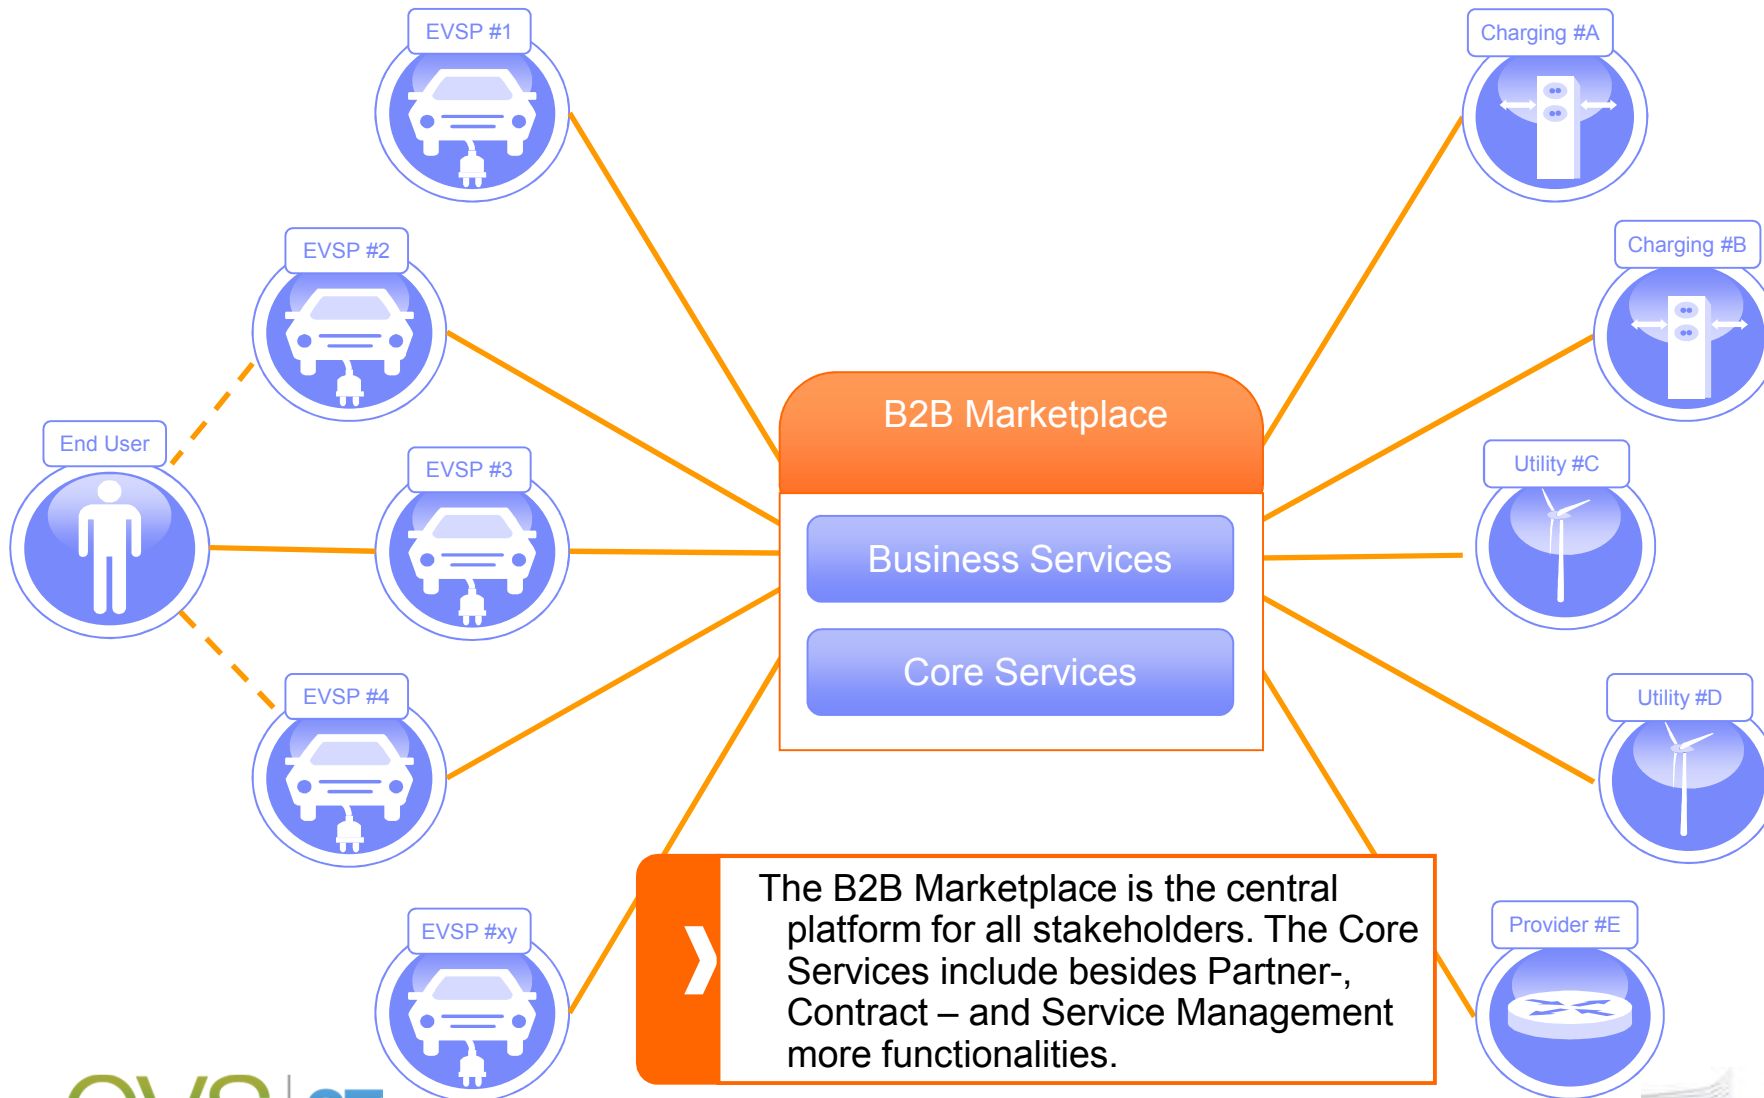 EVSP #1
Charging #A
EVSP #2
Charging #B
End User
EVSP #3
B2B Marketplace
Utility #C
Business Services
Core Services
EVSP #4
Utility #D
EVSP #xy
The B2B Marketplace is the central
platform for all stakeholders. The Core
Services include besides Partner-,
Contract – and Service Management
more functionalities.
Provider #E